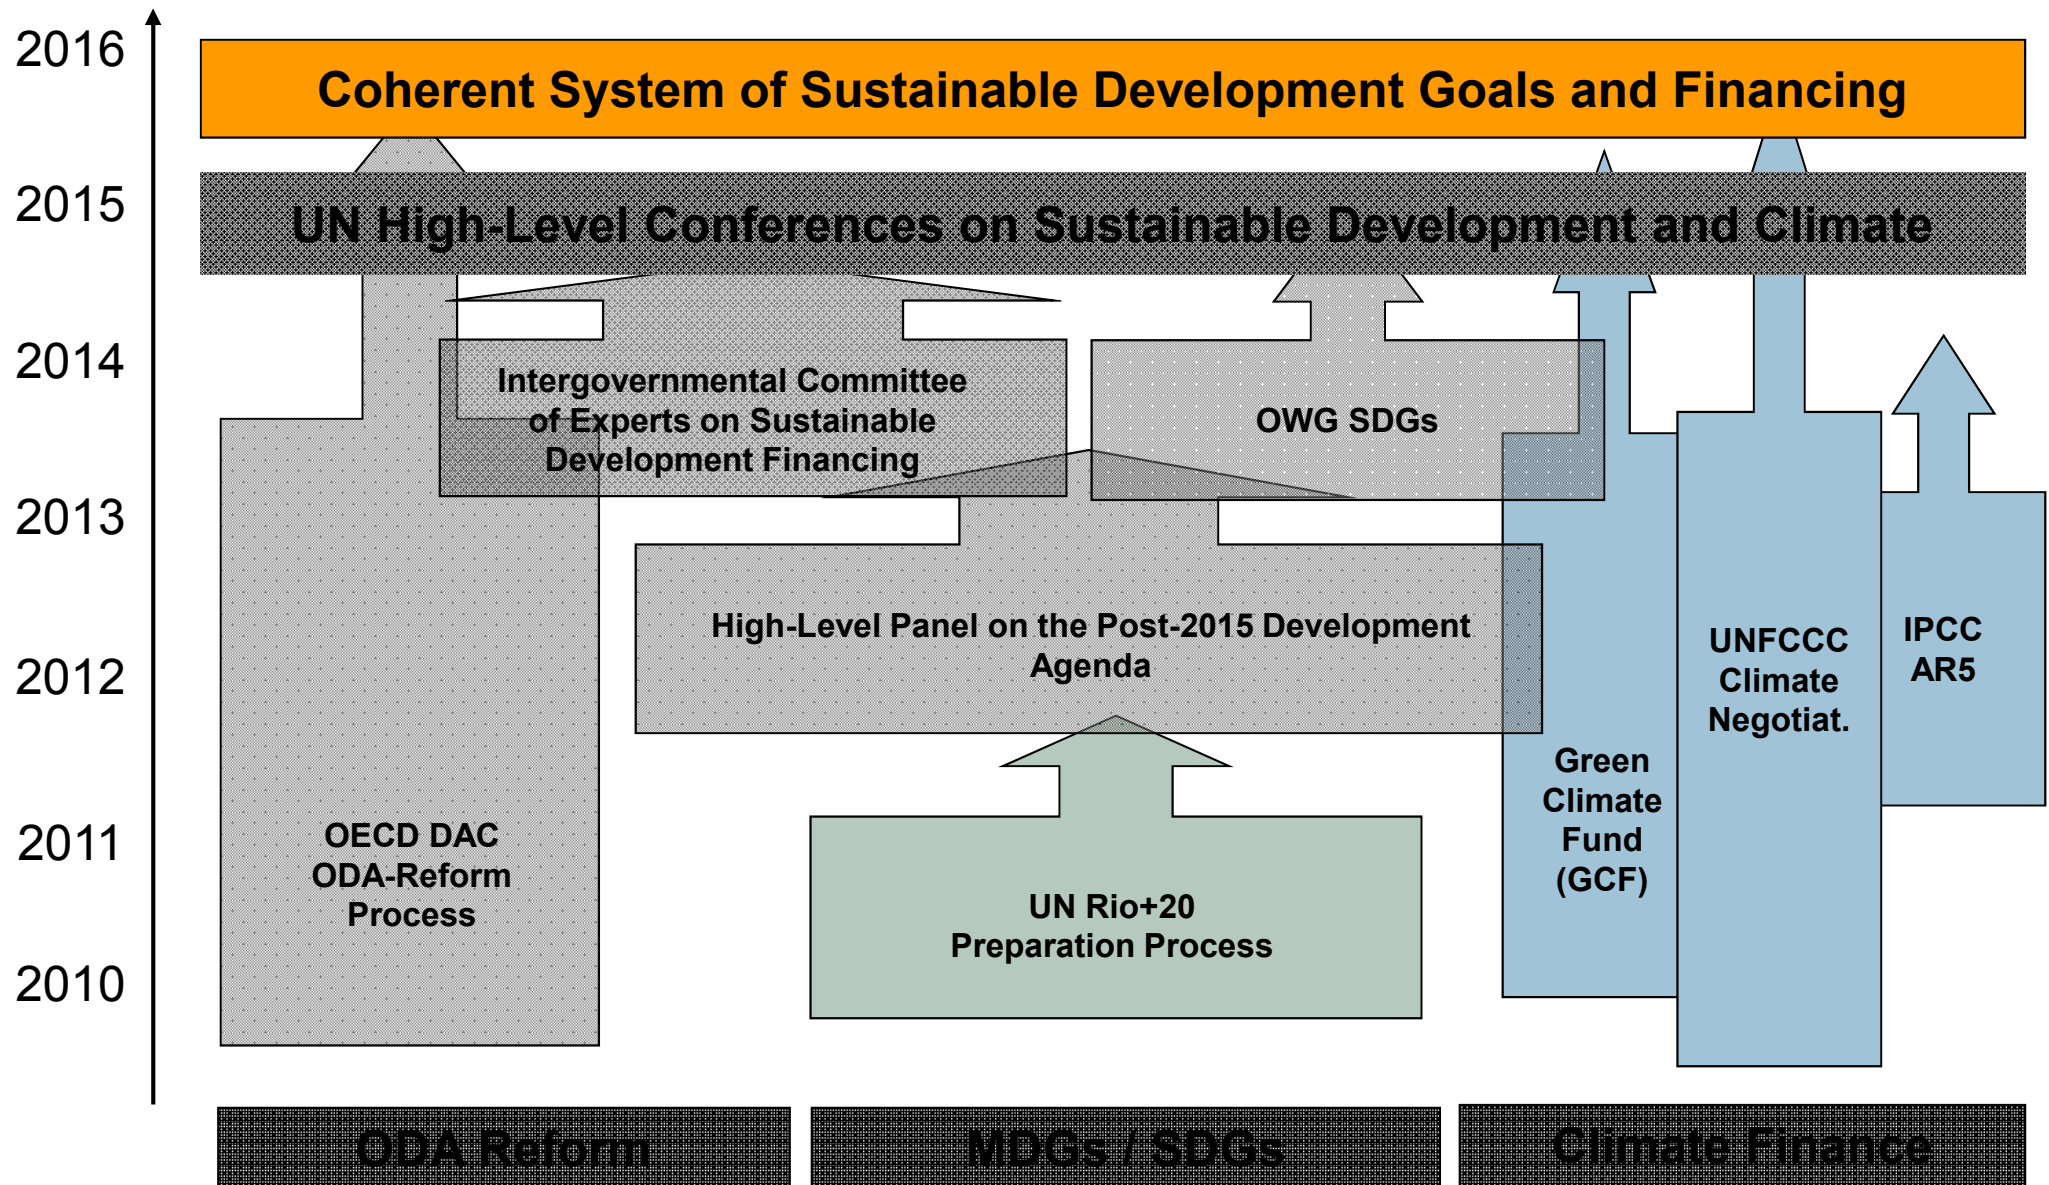 2016
Coherent System of Sustainable Development Goals and Financing
2015
UN High-Level Conferences on Sustainable Development and Climate
2014
Intergovernmental Committee
of Experts on Sustainable
Development Financing
OWG SDGs
2013
High-Level Panel on the Post-2015 Development
Agenda
UNFCCC
Climate
Negotiat.
IPCC
AR5
2012
Green
Climate
Fund
(GCF)
2011
OECD DAC
ODA-Reform
Process
UN Rio+20
Preparation Process
2010
ODA Reform
MDGs / SDGs
Climate Finance